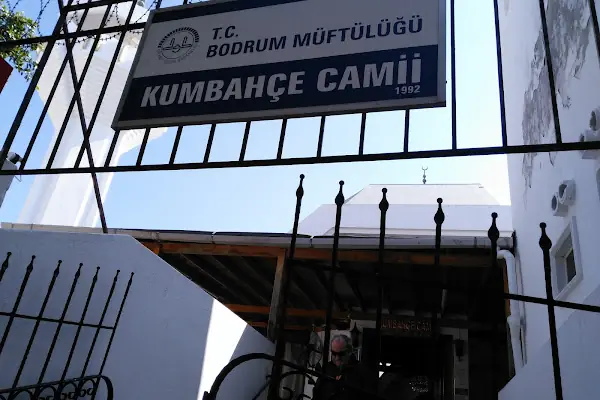 T.C.
BODRUM MÜFTÜLÜĞÜ
KUMBAHÇE CAMİİ
1992